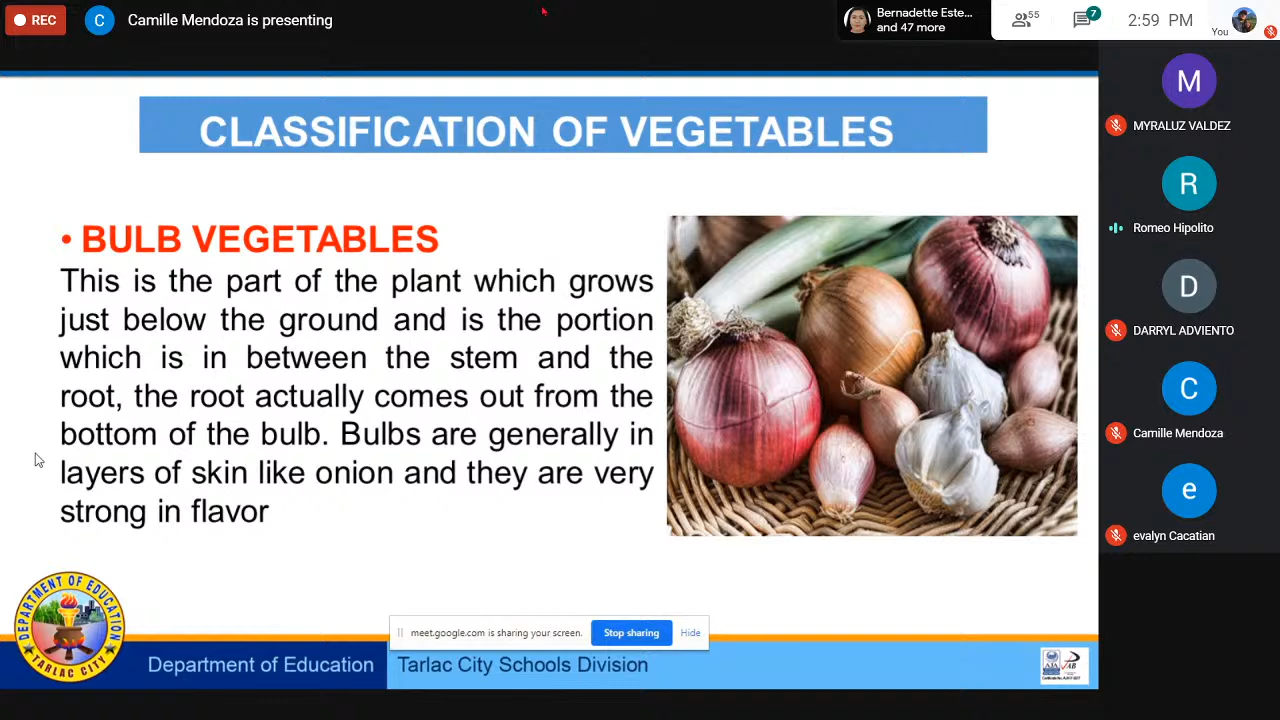 REC
C
Camille Mendoza is presenting
Bernadette Este...
and 47 more
55
7
2:59 PM
You
CLASSIFICATION OF VEGETABLES
• BULB VEGETABLES
This is the part of the plant which grows
just below the ground and is the portion
which is in between the stem and the
root, the root actually comes out from the
bottom of the bulb. Bulbs are generally in
layers of skin like onion and they are very
strong in flavor
M
MYRALUZ VALDEZ
R
Romeo Hipolito
D
DARRYL ADVIENTO
C
Camille Mendoza
e
evalyn Cacatian
DEPARTMENT OF EDUCATION
TARLAC CITY
meet.google.com is sharing your screen.
Stop sharing
Hide
Department of Education
Tarlac City Schools Division